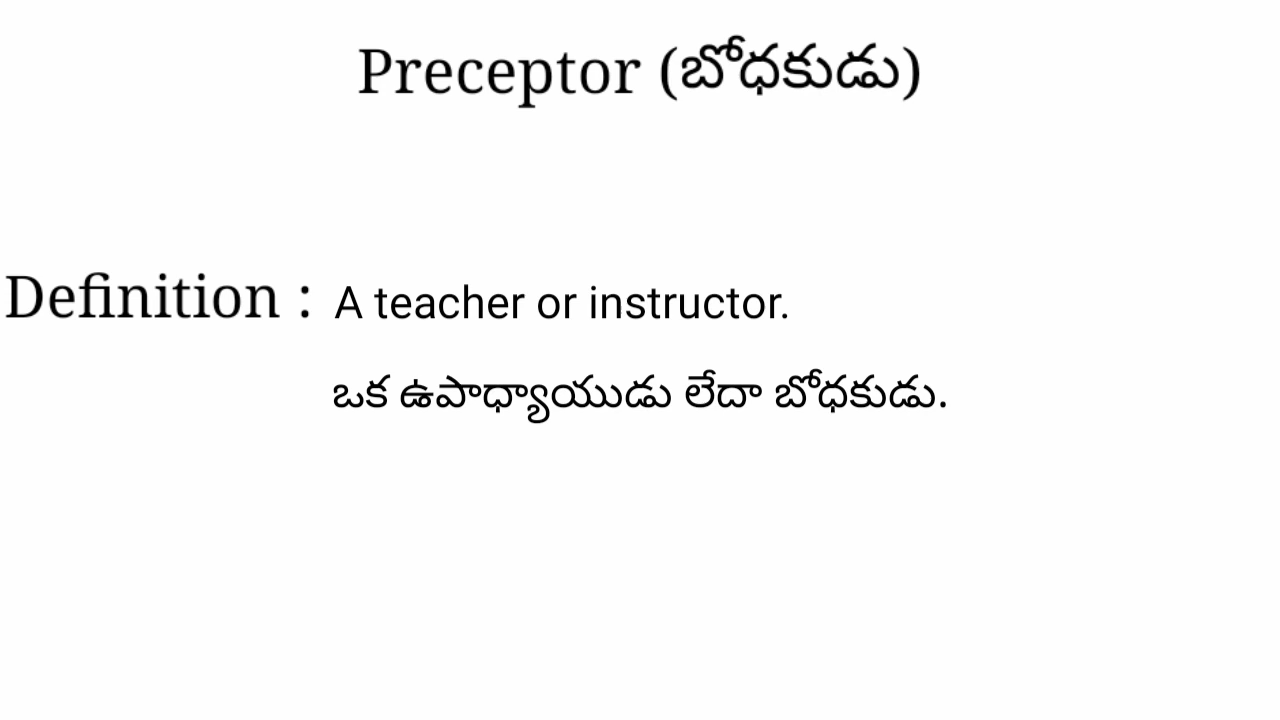 Preceptor (బోధకుడు)
Definition : A teacher or instructor.
ఒక ఉపాధ్యాయుడు లేదా బోధకుడు.